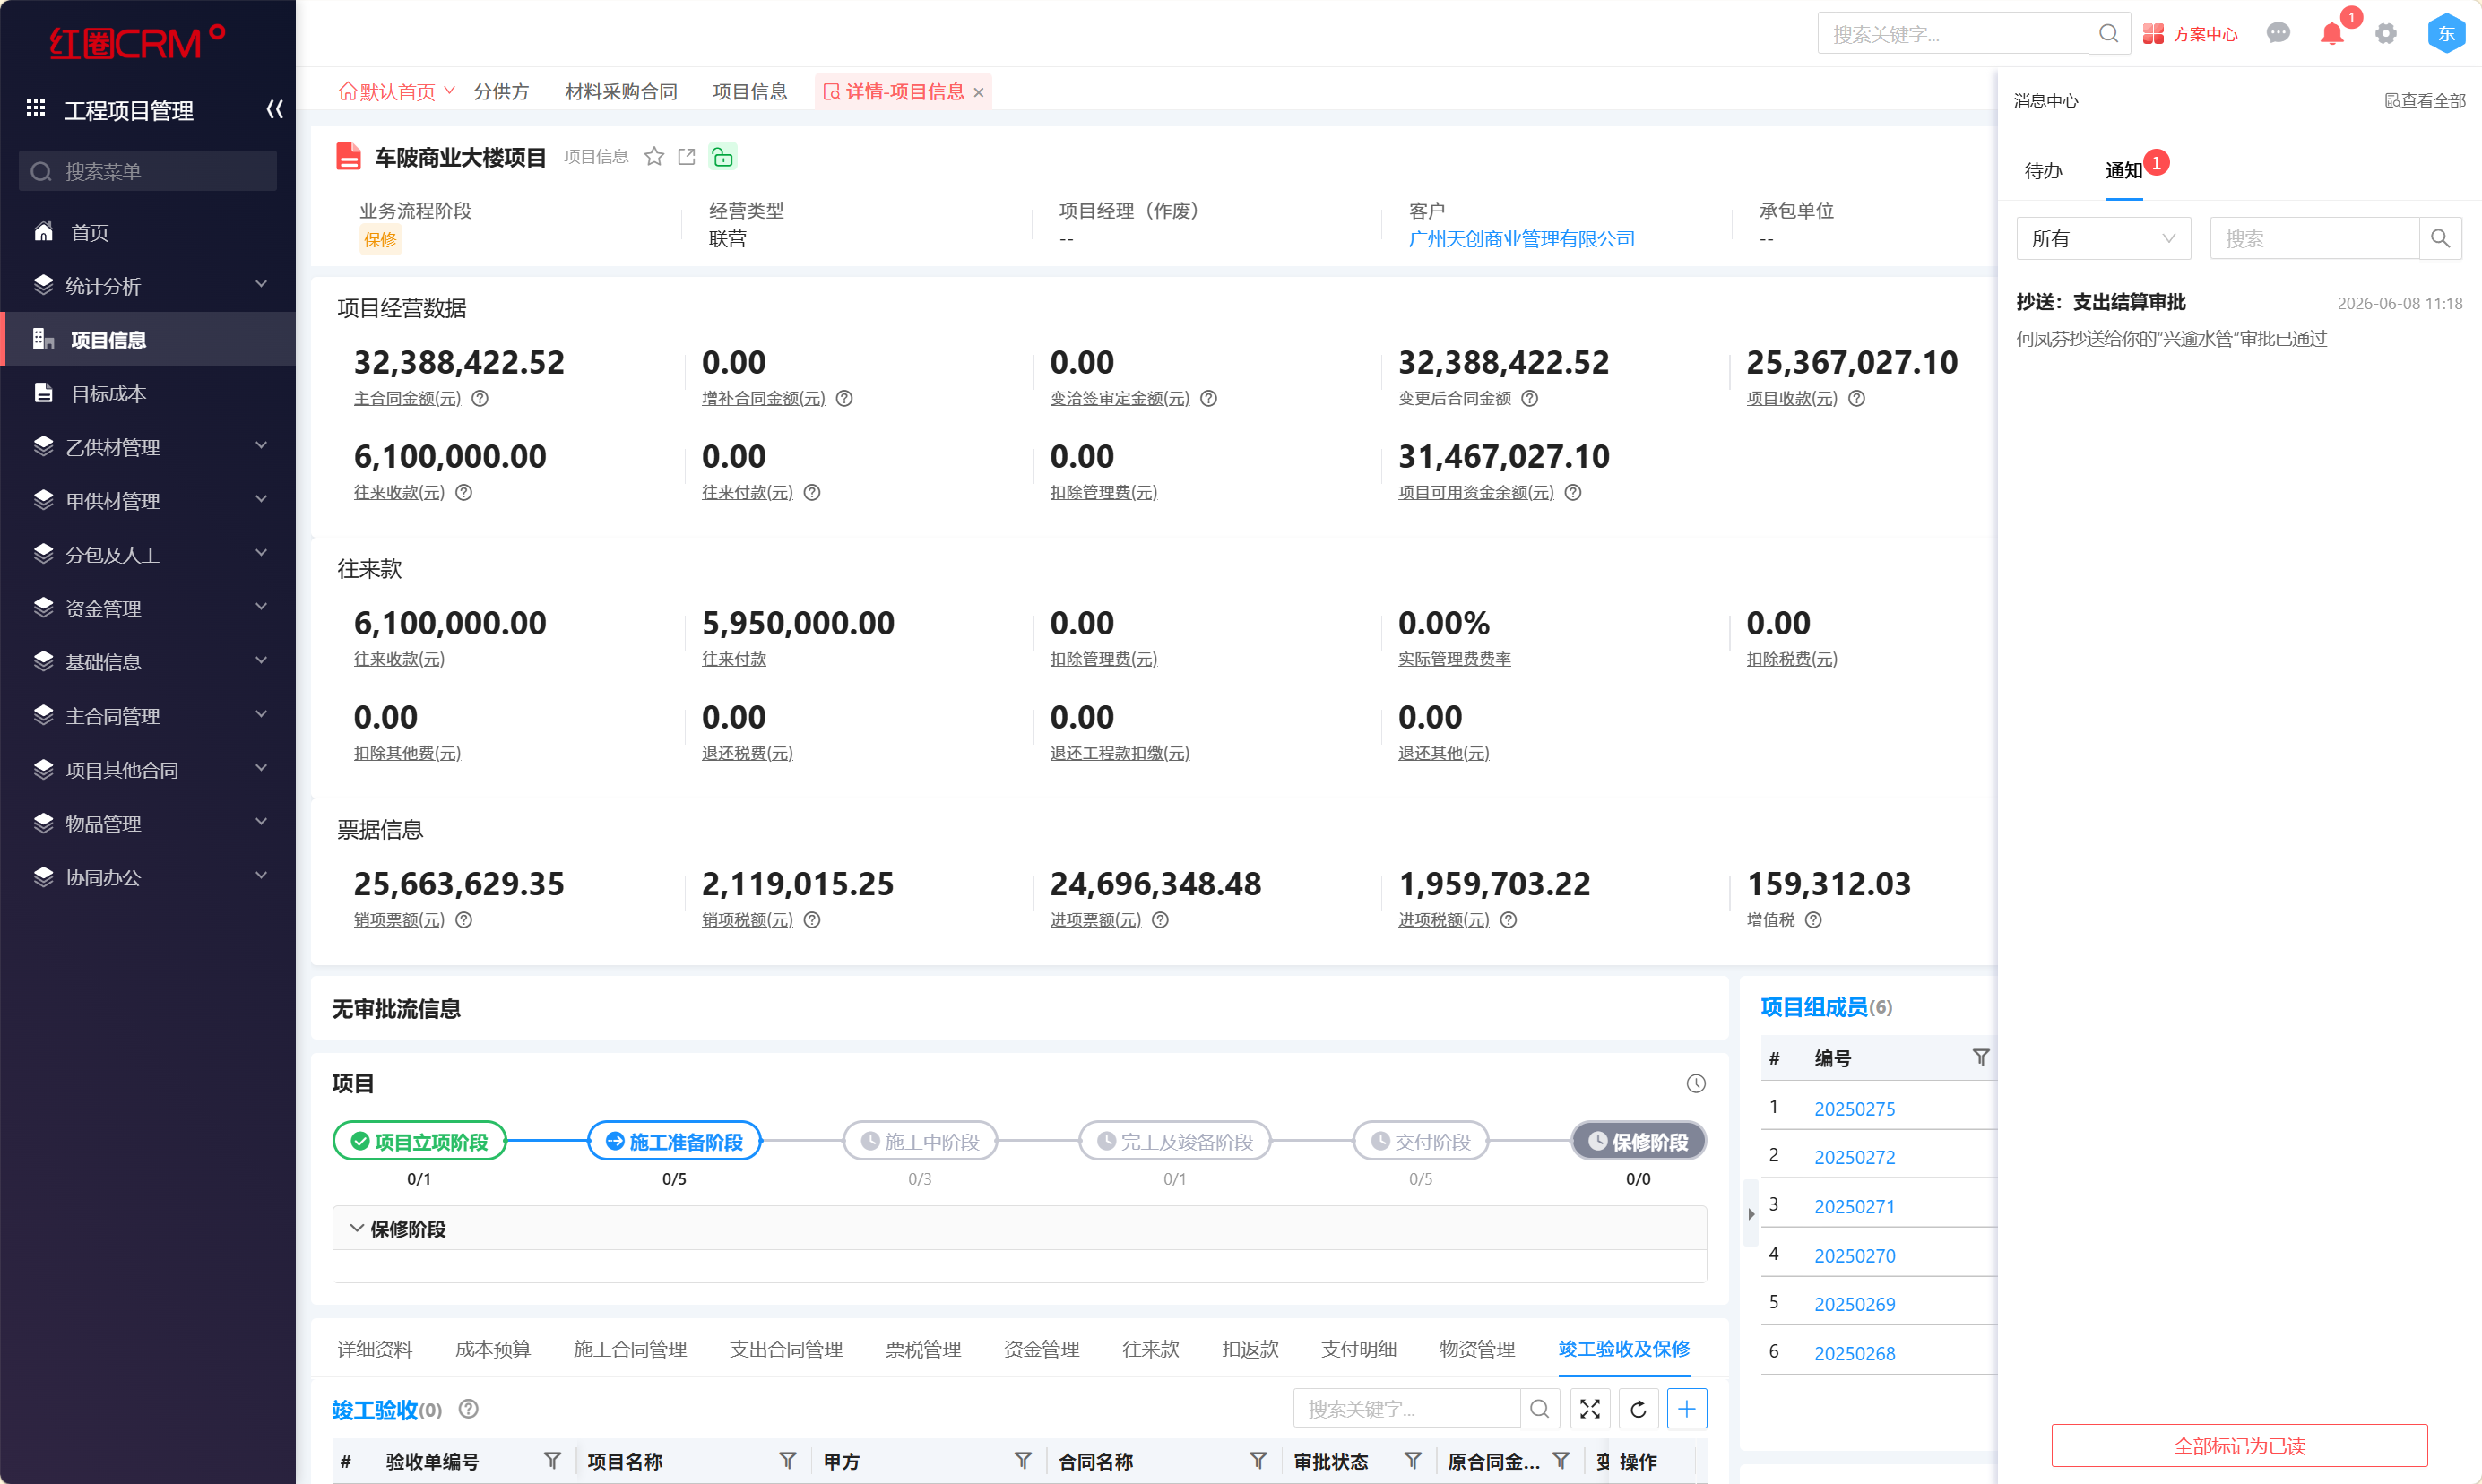 红圈CRM
搜索关键字...
方案中心
1
东
工程项目管理
搜索菜单
首页
统计分析
项目信息
目标成本
乙供材管理
甲供材管理
分包及人工
资金管理
基础信息
主合同管理
项目其他合同
物品管理
协同办公
默认首页 分供方 材料采购合同 项目信息 详情-项目信息
车陂商业大楼项目 项目信息
业务流程阶段 经营类型 项目经理（作废） 客户 承包单位
保修 联营 -- 广州天创商业管理有限公司 --
项目经营数据
32,388,422.52 0.00 0.00 32,388,422.52 25,367,027.10
主合同金额(元) 增补合同金额(元) 变洽签审定金额(元) 变更后合同金额 项目收款(元)
6,100,000.00 0.00 0.00 31,467,027.10
往来收款(元) 往来付款(元) 扣除管理费(元) 项目可用资金余额(元)
往来款
6,100,000.00 5,950,000.00 0.00 0.00% 0.00
往来收款(元) 往来付款 扣除管理费(元) 实际管理费费率 扣除税费(元)
0.00 0.00 0.00 0.00
扣除其他费(元) 退还税费(元) 退还工程款扣缴(元) 退还其他(元)
票据信息
25,663,629.35 2,119,015.25 24,696,348.48 1,959,703.22 159,312.03
销项票额(元) 销项税额(元) 进项票额(元) 进项税额(元) 增值税
无审批流信息
项目
项目立项阶段 施工准备阶段 施工中阶段 完工及竣备阶段 交付阶段 保修阶段
0/1 0/5 0/3 0/1 0/5 0/0
保修阶段
详细资料 成本预算 施工合同管理 支出合同管理 票税管理 资金管理 往来款 扣返款 支付明细 物资管理 竣工验收及保修
竣工验收(0)
搜索关键字...
# 验收单编号 项目名称 甲方 合同名称 审批状态 原合同金... 变 操作
项目组成员(6)
# 编号
1 20250275
2 20250272
3 20250271
4 20250270
5 20250269
6 20250268
消息中心 查看全部
待办 通知 1
所有 搜索
抄送：支出结算审批 2026-06-08 11:18
何凤芬抄送给你的“兴逾水管”审批已通过
全部标记为已读